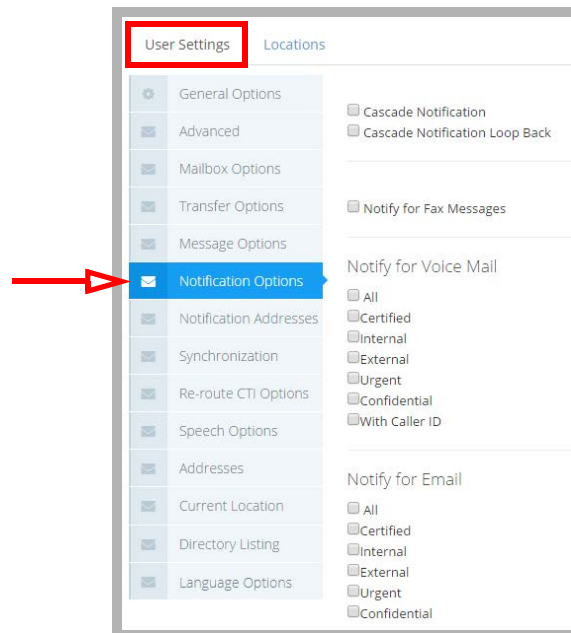 User Settings
Locations
General Options
Advanced
Mailbox Options
Transfer Options
Message Options
Notification Options
Notification Addresses
Synchronization
Re-route CTI Options
Speech Options
Addresses
Current Location
Directory Listing
Language Options
Cascade Notification
Cascade Notification Loop Back
Notify for Fax Messages
Notify for Voice Mail
All
Certified
Internal
External
Urgent
Confidential
With Caller ID
Notify for Email
All
Certified
Internal
External
Urgent
Confidential